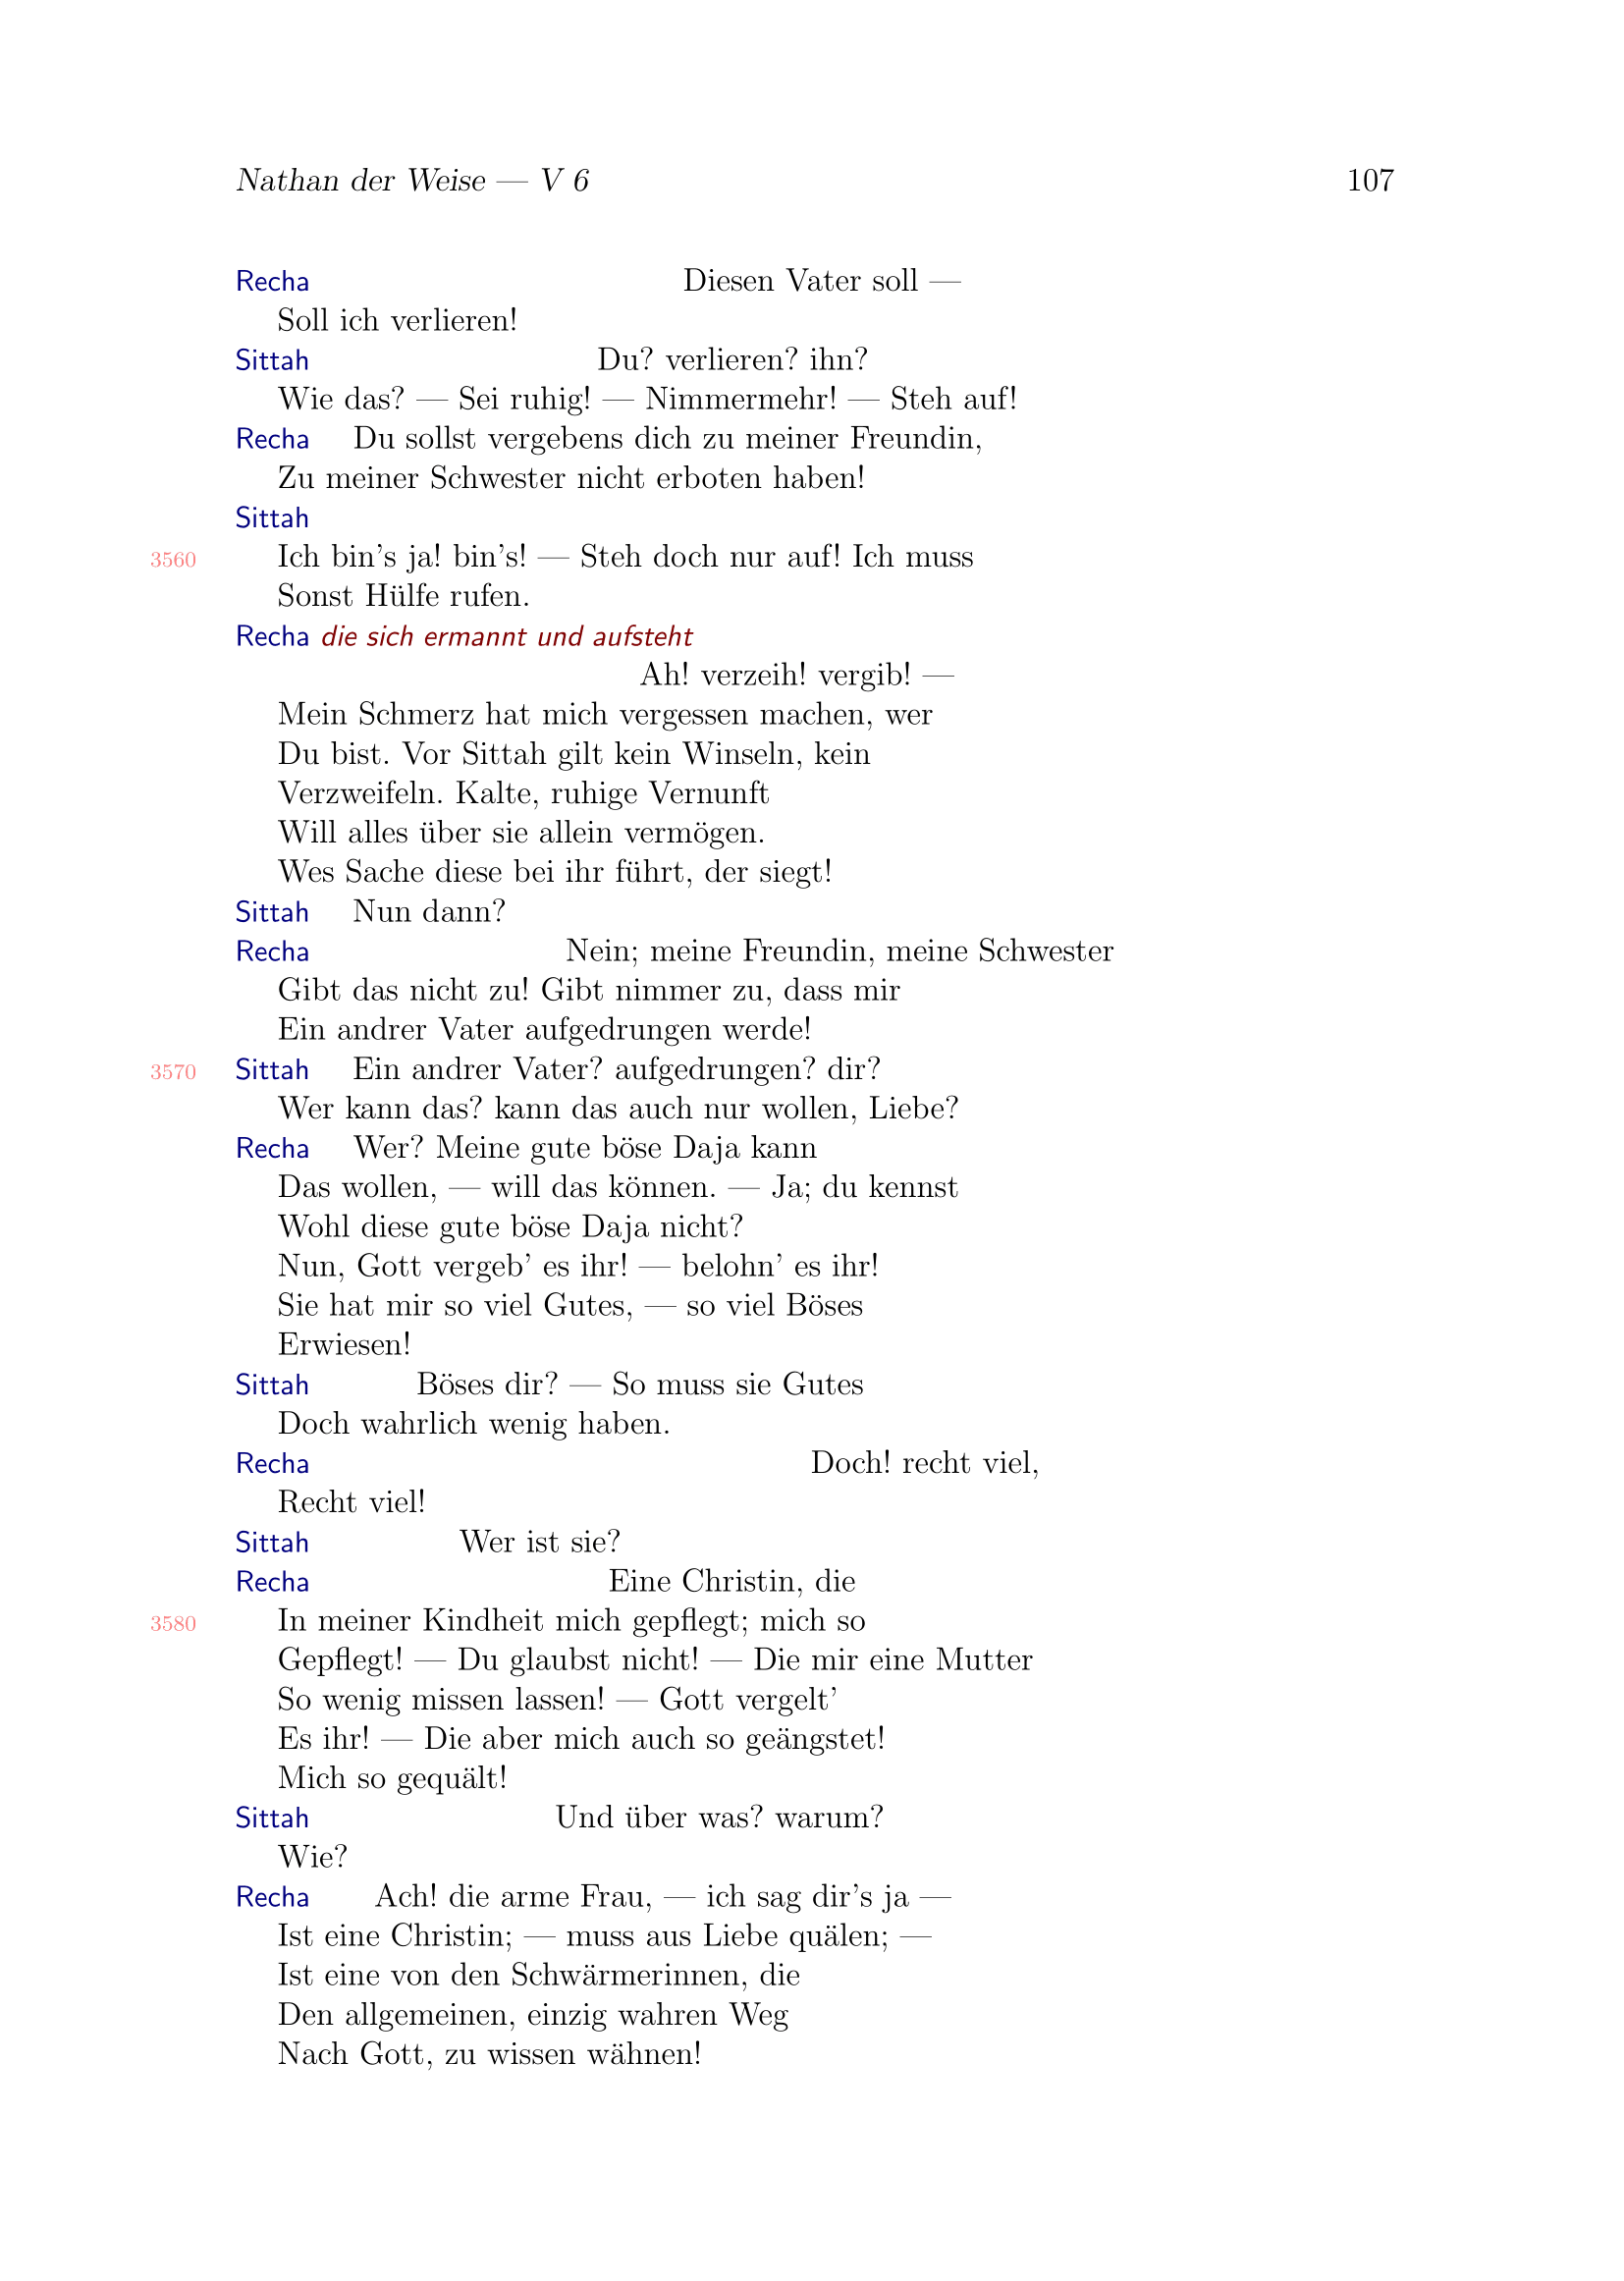 Nathan der Weise — V 6 107
Recha Diesen Vater soll —
Soll ich verlieren!
Sittah Du? verlieren? ihn?
Wie das? — Sei ruhig! — Nimmermehr! — Steh auf!
Recha Du sollst vergebens dich zu meiner Freundin,
Zu meiner Schwester nicht erboten haben!
Sittah
3560 Ich bin’s ja! bin’s! — Steh doch nur auf! Ich muss
Sonst Hülfe rufen.
Recha die sich ermannt und aufsteht
Ah! verzeih! vergib! —
Mein Schmerz hat mich vergessen machen, wer
Du bist. Vor Sittah gilt kein Winseln, kein
Verzweifeln. Kalte, ruhige Vernunft
Will alles über sie allein vermögen.
Wes Sache diese bei ihr führt, der siegt!
Sittah Nun dann?
Recha Nein; meine Freundin, meine Schwester
Gibt das nicht zu! Gibt nimmer zu, dass mir
Ein andrer Vater aufgedrungen werde!
3570 Sittah Ein andrer Vater? aufgedrungen? dir?
Wer kann das? kann das auch nur wollen, Liebe?
Recha Wer? Meine gute böse Daja kann
Das wollen, — will das können. — Ja; du kennst
Wohl diese gute böse Daja nicht?
Nun, Gott vergeb’ es ihr! — belohn’ es ihr!
Sie hat mir so viel Gutes, — so viel Böses
Erwiesen!
Sittah Böses dir? — So muss sie Gutes
Doch wahrlich wenig haben.
Recha Doch! recht viel,
Recht viel!
Sittah Wer ist sie?
Recha Eine Christin, die
3580 In meiner Kindheit mich gepflegt; mich so
Gepflegt! — Du glaubst nicht! — Die mir eine Mutter
So wenig missen lassen! — Gott vergelt’
Es ihr! — Die aber mich auch so geängstet!
Mich so gequält!
Sittah Und über was? warum?
Wie?
Recha Ach! die arme Frau, — ich sag dir’s ja —
Ist eine Christin; — muss aus Liebe quälen; —
Ist eine von den Schwärmerinnen, die
Den allgemeinen, einzig wahren Weg
Nach Gott, zu wissen wähnen!